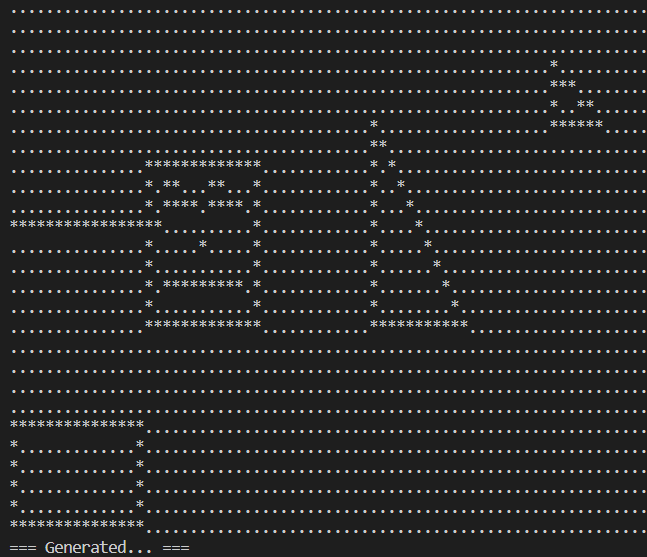 === Generated... ===